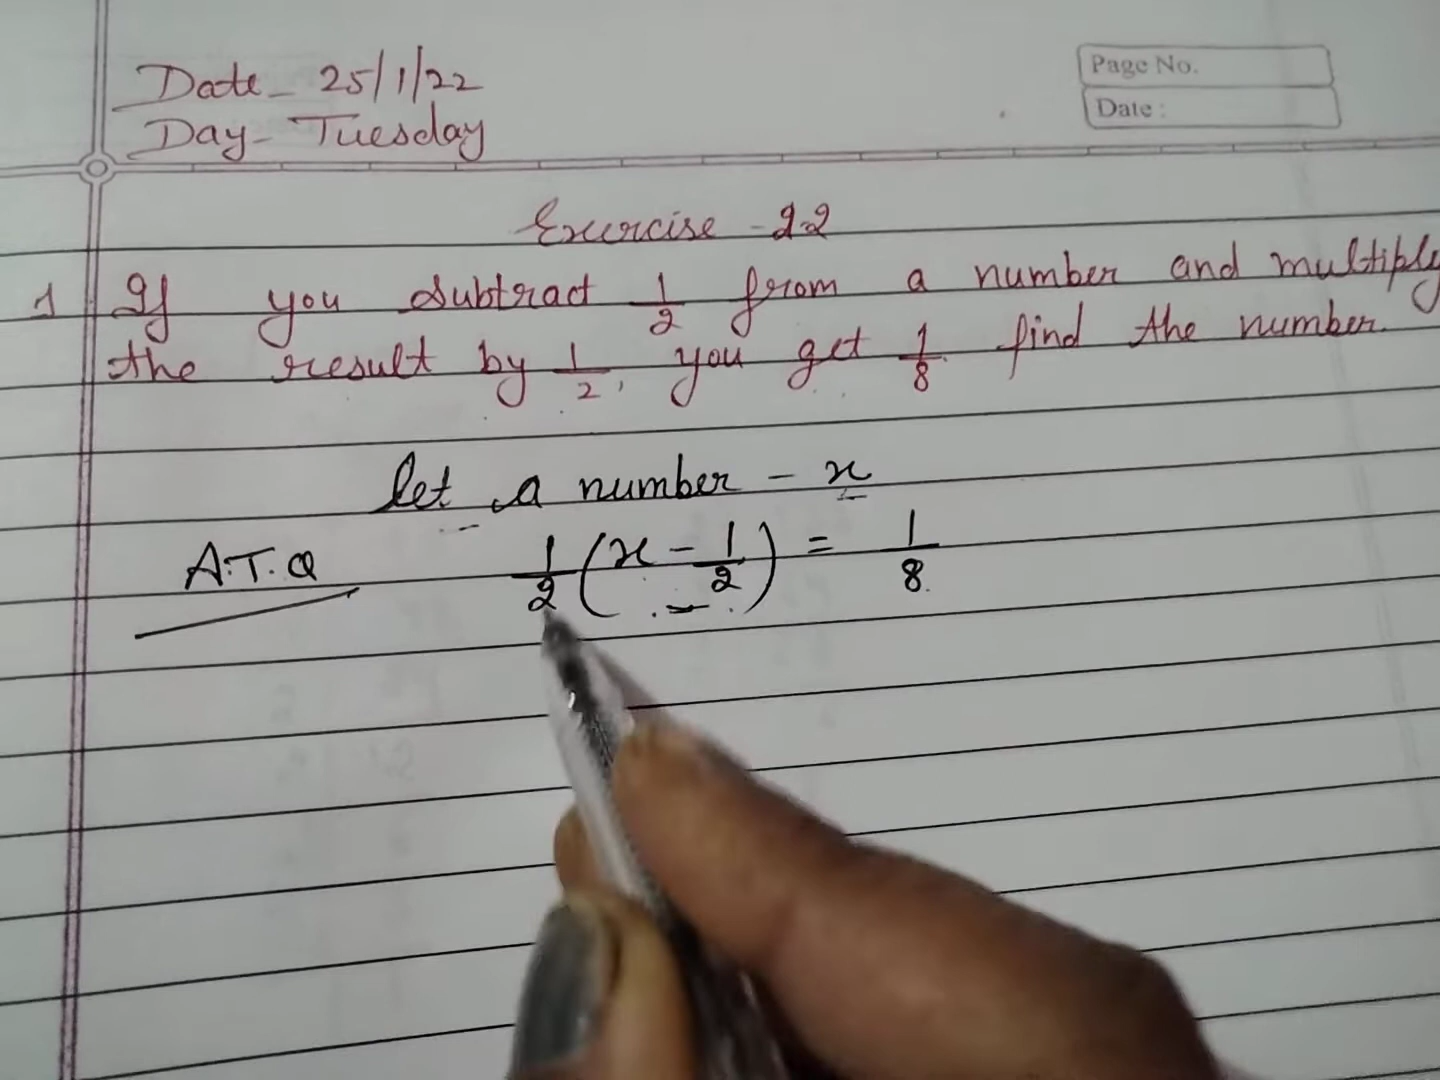 Date - 25/1/22
Day - Tuesday
Page No.
Date :
Exercise - 2.2
1 If you subtract 1/2 from a number and multiply
the result by 1/2, you get 1/8 find the number.
let a number - x
A.T.Q 1/2 (x - 1/2) = 1/8